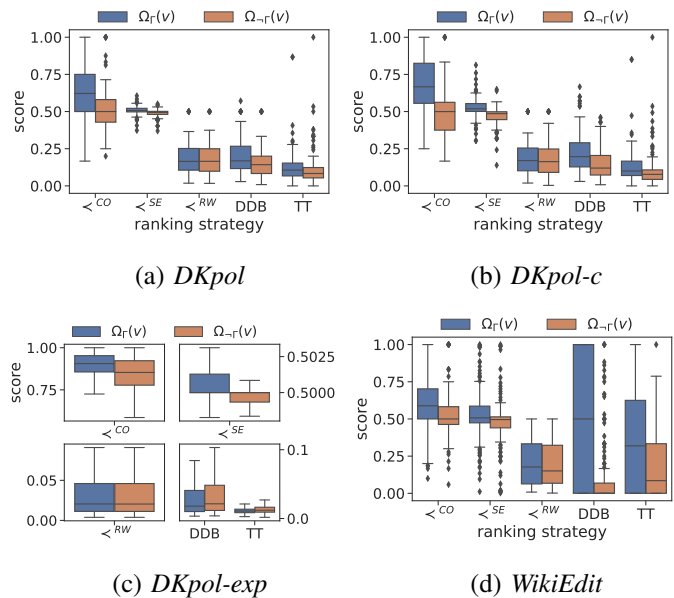 Ω_Γ(v) Ω_¬Γ(v)
1.00
0.75
0.50
0.25
0.00
score
≺^CO ≺^SE ≺^RW DDB TT
ranking strategy
(a) DKpol
Ω_Γ(v) Ω_¬Γ(v)
1.00
0.75
0.50
0.25
0.00
score
≺^CO ≺^SE ≺^RW DDB TT
ranking strategy
(b) DKpol-c
Ω_Γ(v) Ω_¬Γ(v)
1.00
0.75
score
≺^CO
0.5025
0.5000
≺^SE
0.05
0.00
≺^RW
0.1
0.0
DDB TT
(c) DKpol-exp
Ω_Γ(v) Ω_¬Γ(v)
1.00
0.75
0.50
0.25
0.00
score
≺^CO ≺^SE ≺^RW DDB TT
ranking strategy
(d) WikiEdit